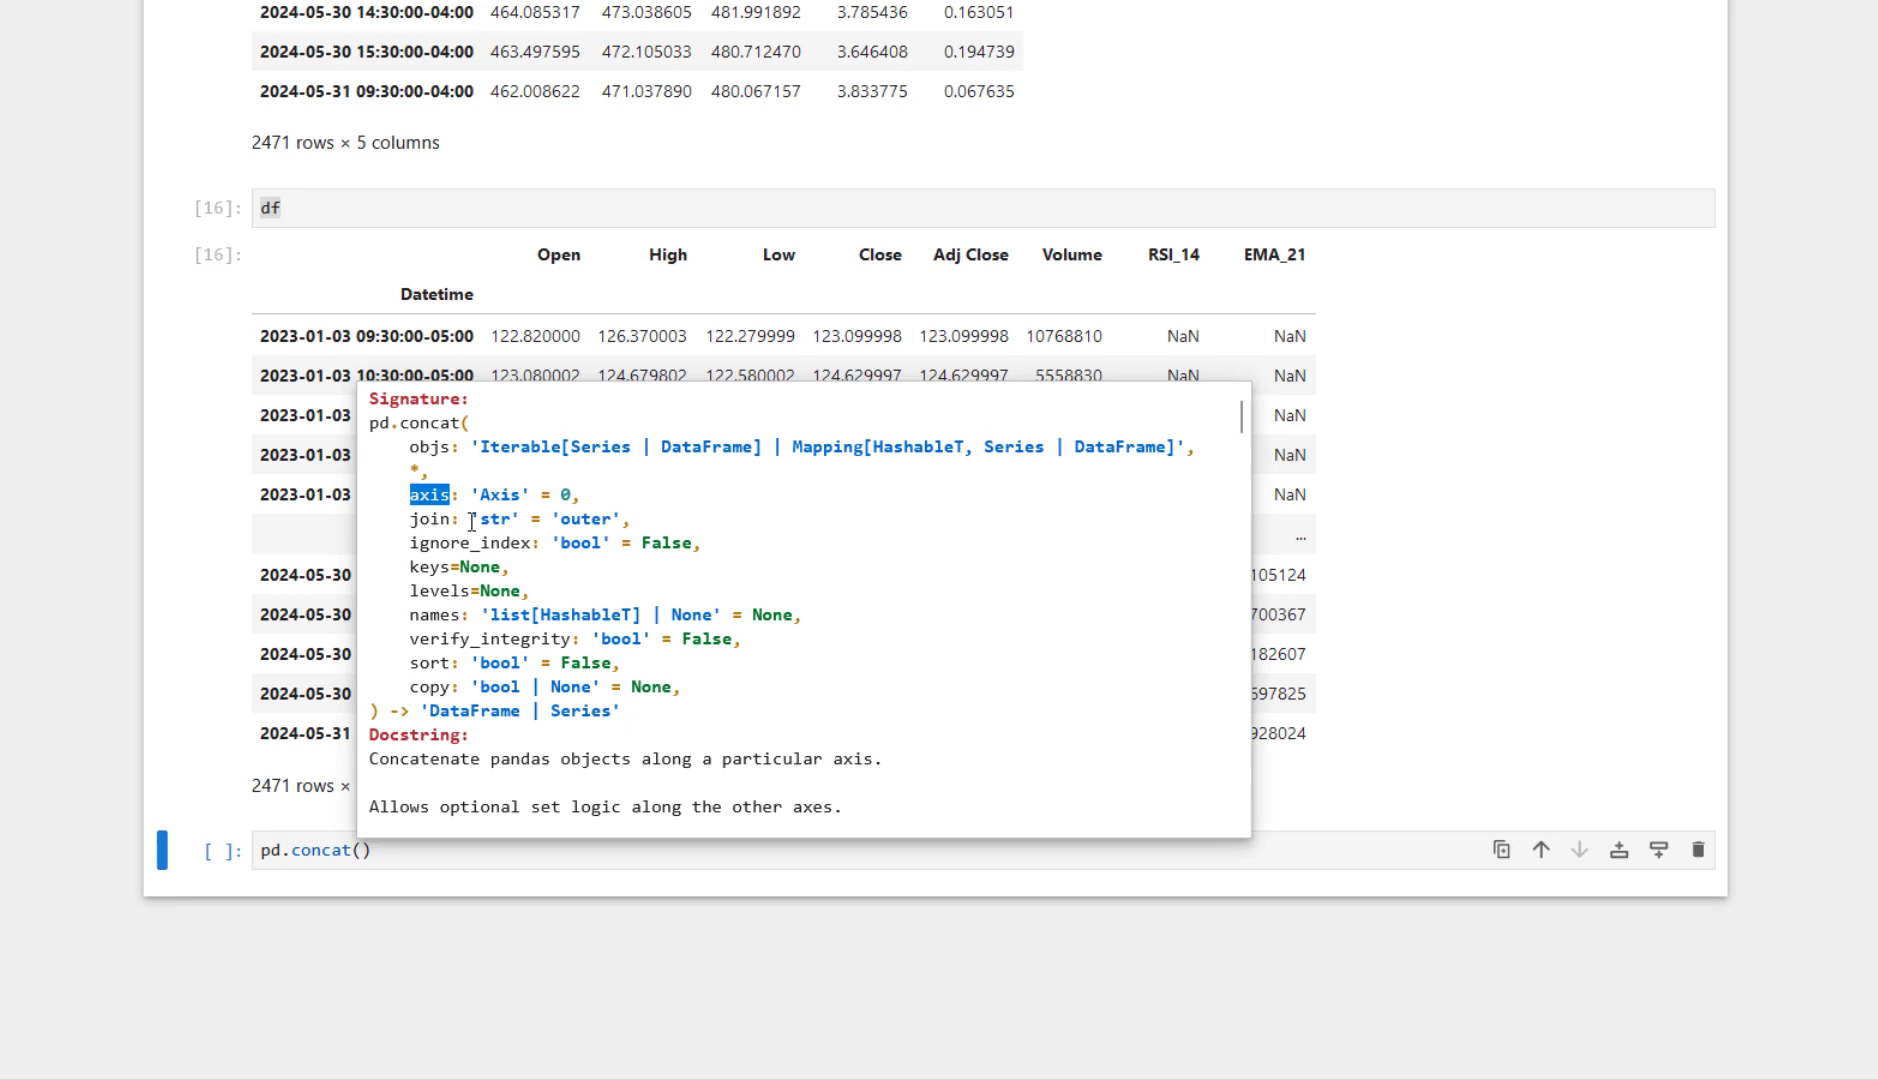 2024-05-30 14:30:00-04:00 464.085317 473.038605 481.991892 3.785436 0.163051
2024-05-30 15:30:00-04:00 463.497595 472.105033 480.712470 3.646408 0.194739
2024-05-31 09:30:00-04:00 462.008622 471.037890 480.067157 3.833775 0.067635
2471 rows × 5 columns
[16]: df
[16]: Open High Low Close Adj Close Volume RSI_14 EMA_21
Datetime
2023-01-03 09:30:00-05:00 122.820000 126.370003 122.279999 123.099998 123.099998 10768810 NaN NaN
2023-01-03 10:30:00-05:00 123.080002 124.679802 122.580002 124.629997 124.629997 5558830 NaN NaN
2023-01-03 NaN
2023-01-03 NaN
2023-01-03 NaN
...
2024-05-30 105124
2024-05-30 700367
2024-05-30 182607
2024-05-30 697825
2024-05-31 928024
2471 rows ×
Signature:
pd.concat(
objs: 'Iterable[Series | DataFrame] | Mapping[HashableT, Series | DataFrame]',
*,
axis: 'Axis' = 0,
join: 'str' = 'outer',
ignore_index: 'bool' = False,
keys=None,
levels=None,
names: 'list[HashableT] | None' = None,
verify_integrity: 'bool' = False,
sort: 'bool' = False,
copy: 'bool | None' = None,
) -> 'DataFrame | Series'
Docstring:
Concatenate pandas objects along a particular axis.
Allows optional set logic along the other axes.
[ ]: pd.concat()